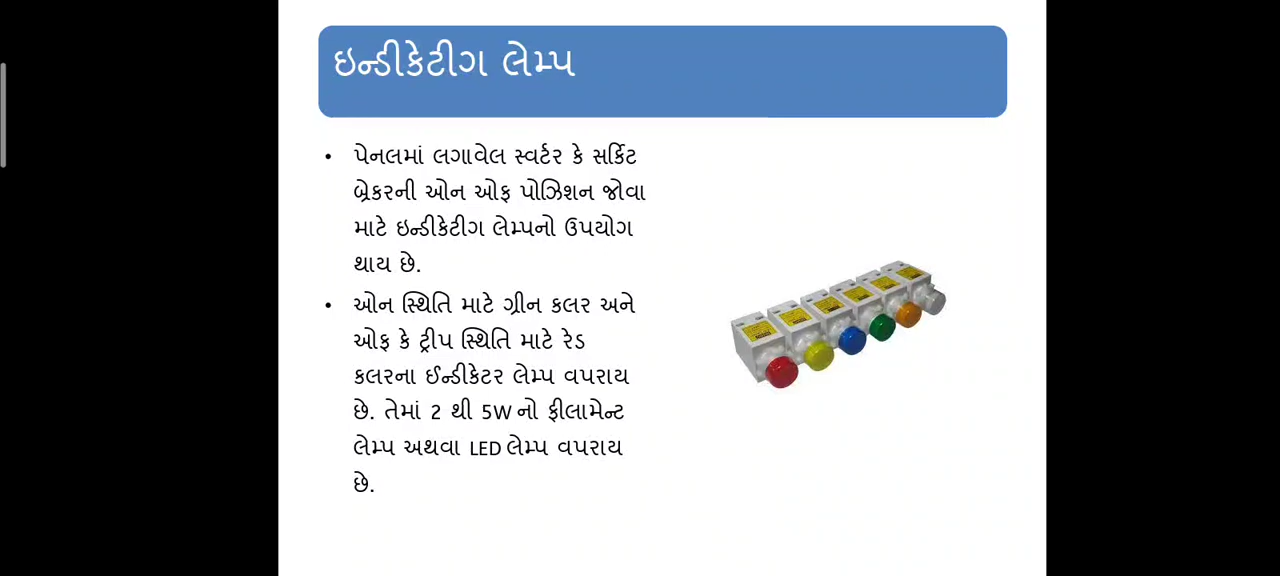 ઇન્ડીકેટીગ લેમ્પ
• પેનલમાં લગાવેલ સ્વર્ટર કે સર્કિટ
બ્રેકરની ઓન ઓફ પોઝિશન જોવા
માટે ઇન્ડીકેટીગ લેમ્પનો ઉપયોગ
થાય છે.
• ઓન સ્થિતિ માટે ગ્રીન કલર અને
ઓફ કે ટ્રીપ સ્થિતિ માટે રેડ
કલરના ઈન્ડીકેટર લેમ્પ વપરાય
છે. તેમાં 2 થી 5W નો ફીલામેન્ટ
લેમ્પ અથવા LED લેમ્પ વપરાય
છે.